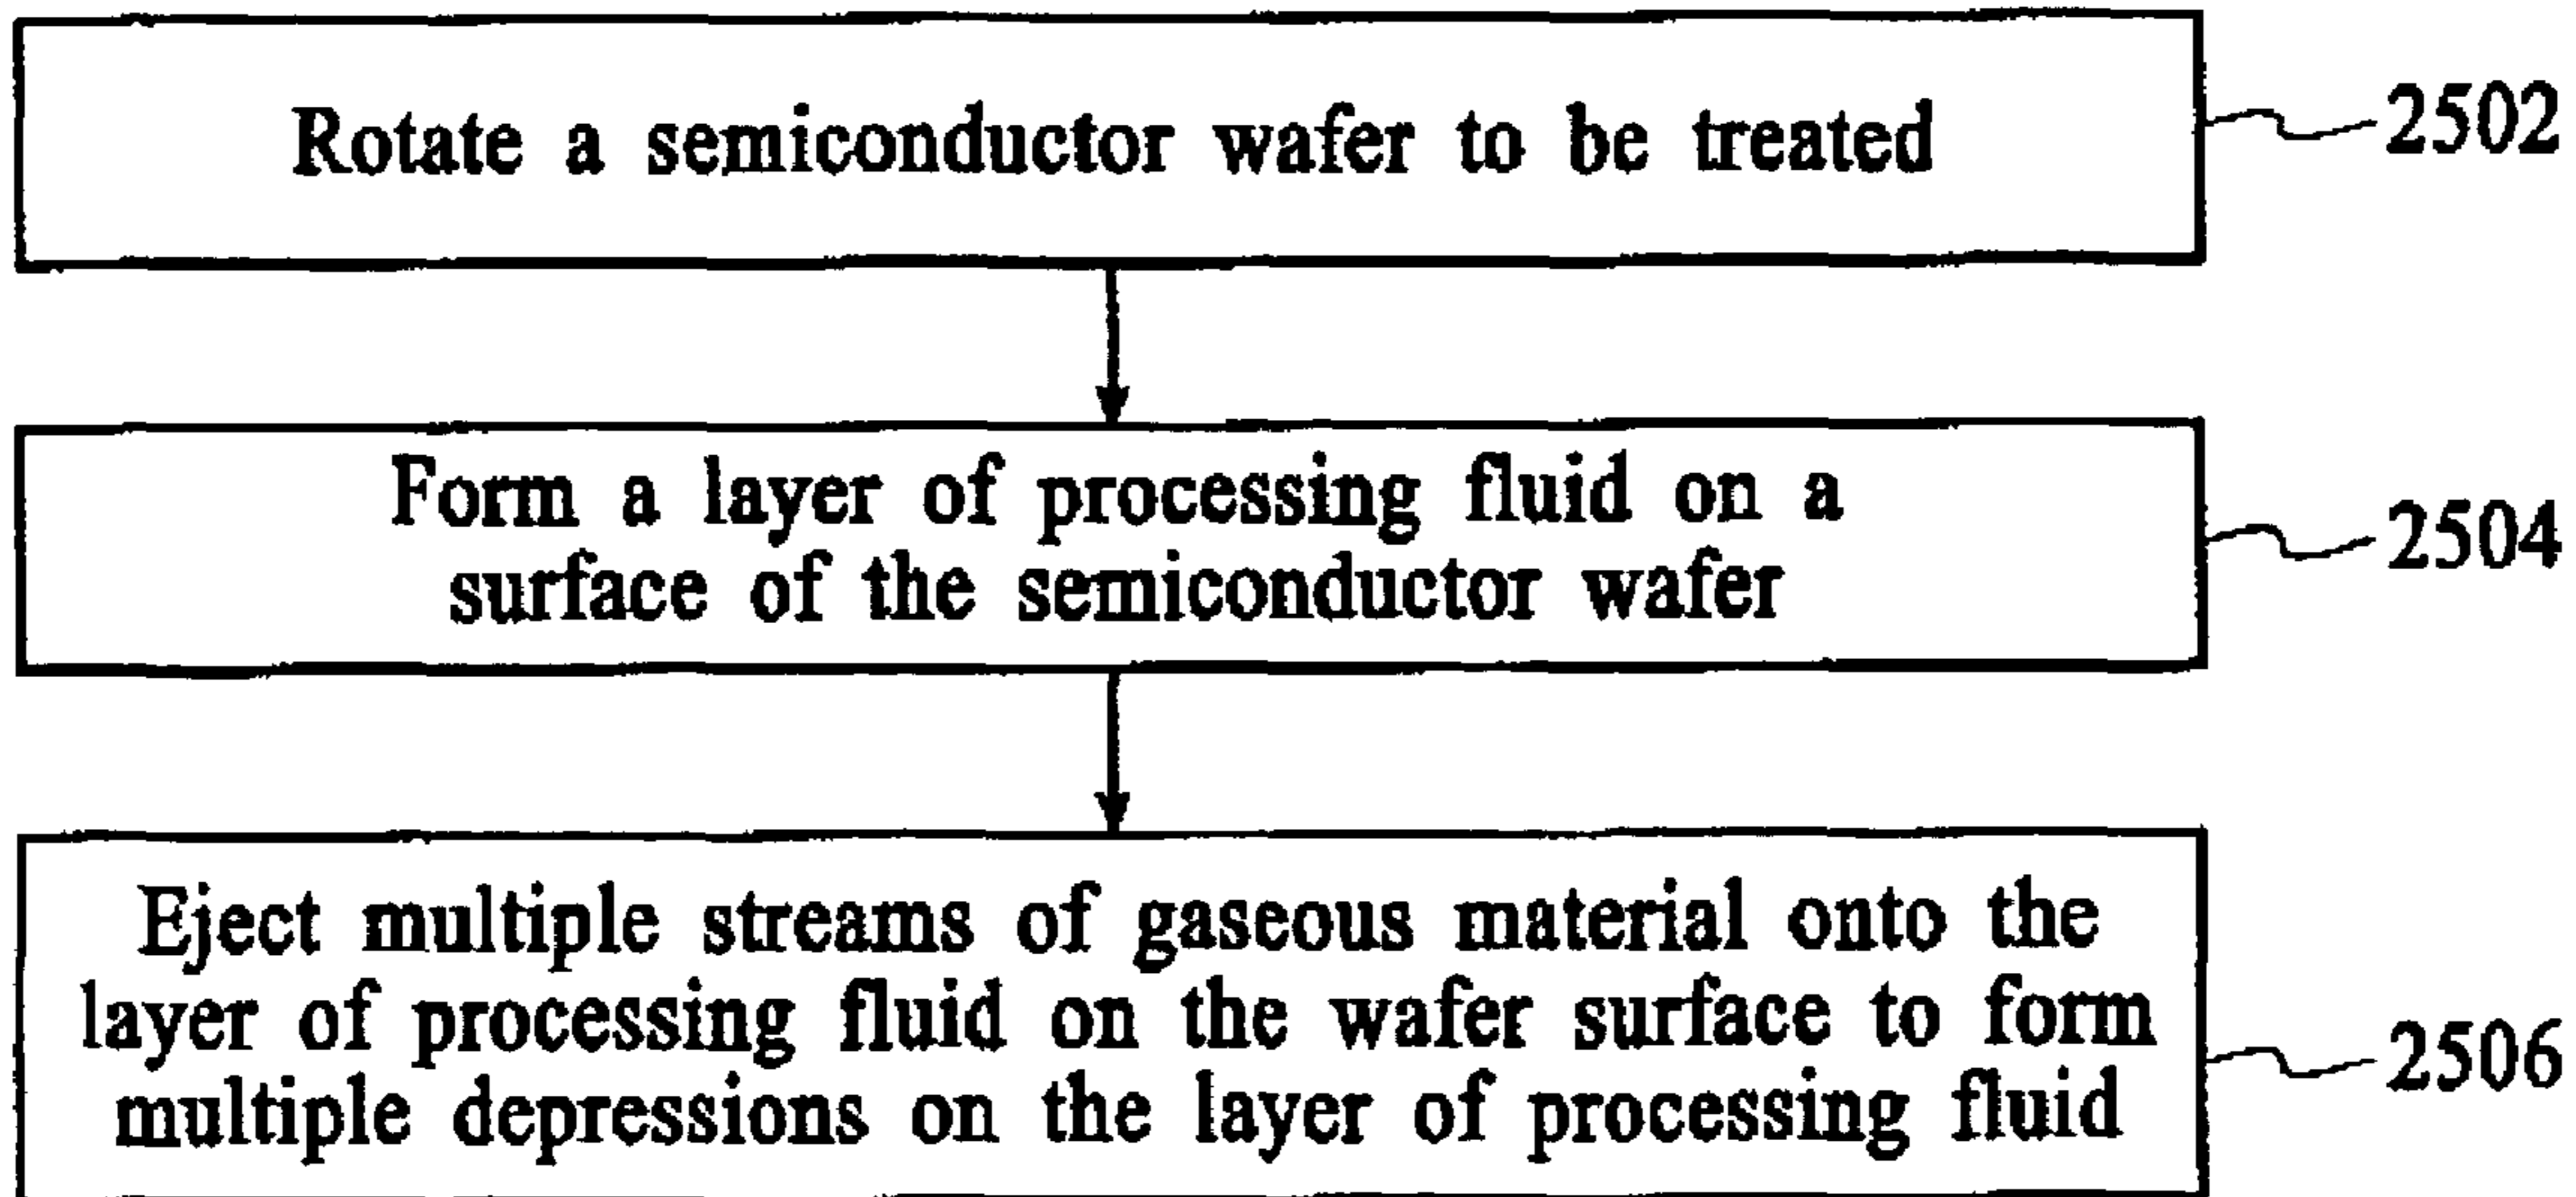 Rotate a semiconductor wafer to be treated
2502
Form a layer of processing fluid on a
surface of the semiconductor wafer
2504
Eject multiple streams of gaseous material onto the
layer of processing fluid on the wafer surface to form
multiple depressions on the layer of processing fluid
2506